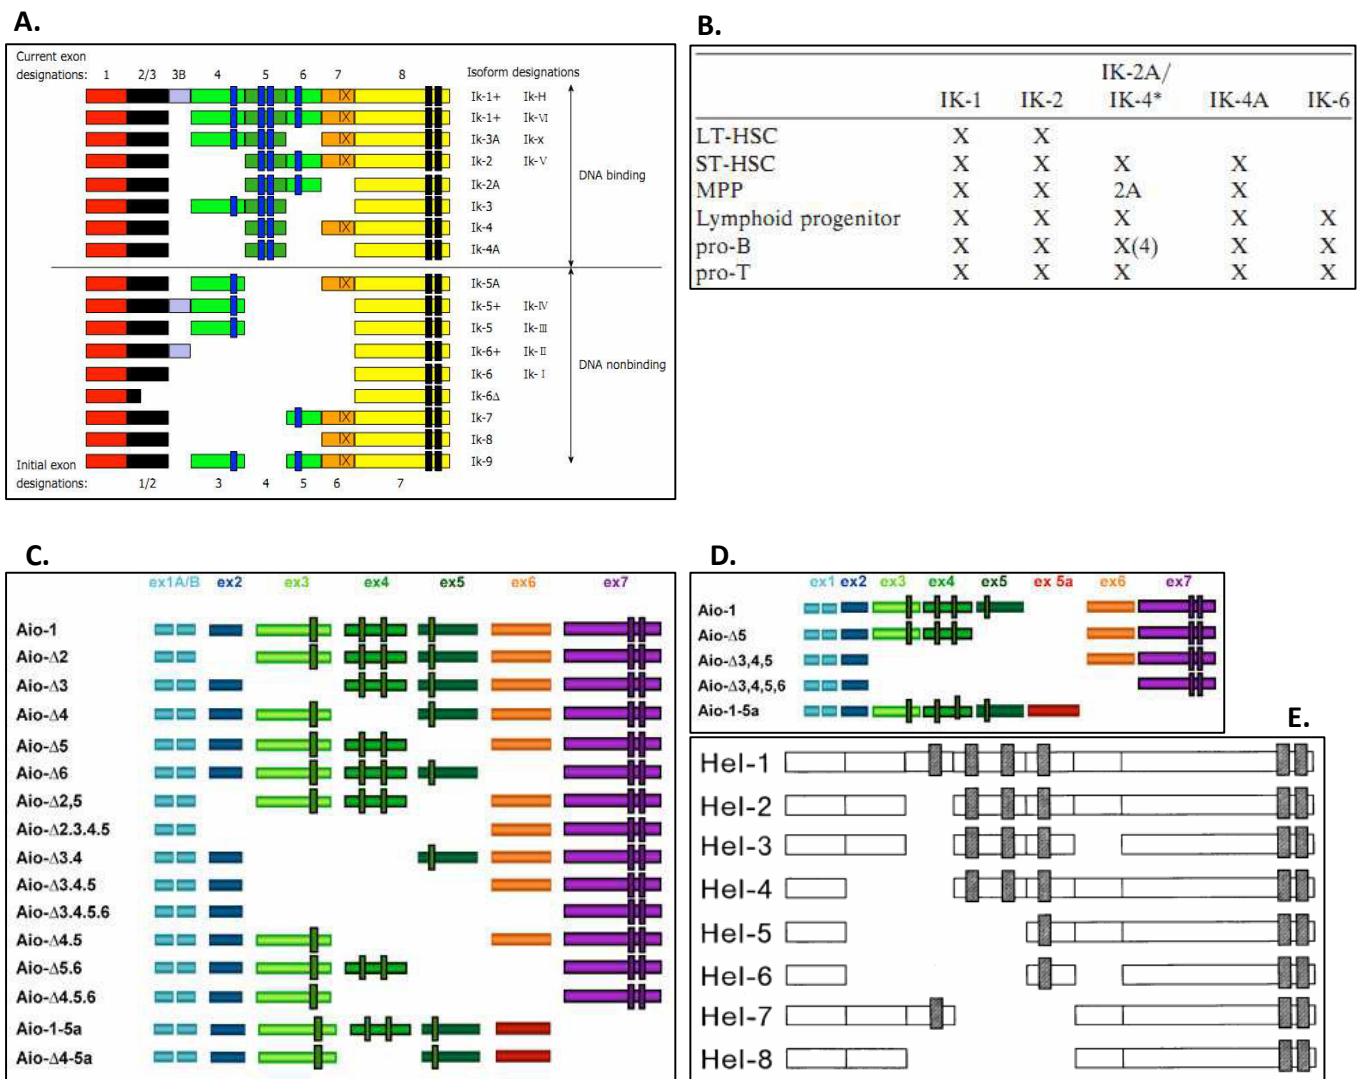 A.
Current exon
designations: 1 2/3 3B 4 5 6 7 8 Isoform designations
Ik-1+ Ik-H
Ik-1+ Ik-VI
Ik-3A Ik-x
Ik-2 Ik-V
Ik-2A
Ik-3
Ik-4
Ik-4A
DNA binding
Ik-5A
Ik-5+ Ik-IV
Ik-5 Ik-III
Ik-6+ Ik-II
Ik-6 Ik-I
Ik-6Δ
Ik-7
Ik-8
Ik-9
DNA nonbinding
IX
IX
IX
IX
IX
IX
IX
IX
IX
Initial exon
designations: 1/2 3 4 5 6 7
B.
IK-2A/
IK-1 IK-2 IK-4* IK-4A IK-6
LT-HSC X X
ST-HSC X X X X
MPP X X 2A X
Lymphoid progenitor X X X X X
pro-B X X X(4) X X
pro-T X X X X X
C.
ex1A/B ex2 ex3 ex4 ex5 ex6 ex7
Aio-1
Aio-Δ2
Aio-Δ3
Aio-Δ4
Aio-Δ5
Aio-Δ6
Aio-Δ2,5
Aio-Δ2.3.4.5
Aio-Δ3.4
Aio-Δ3.4.5
Aio-Δ3.4.5.6
Aio-Δ4.5
Aio-Δ5.6
Aio-Δ4.5.6
Aio-1-5a
Aio-Δ4-5a
D.
ex1 ex2 ex3 ex4 ex5 ex 5a ex6 ex7
Aio-1
Aio-Δ5
Aio-Δ3,4,5
Aio-Δ3,4,5,6
Aio-1-5a
E.
Hel-1
Hel-2
Hel-3
Hel-4
Hel-5
Hel-6
Hel-7
Hel-8